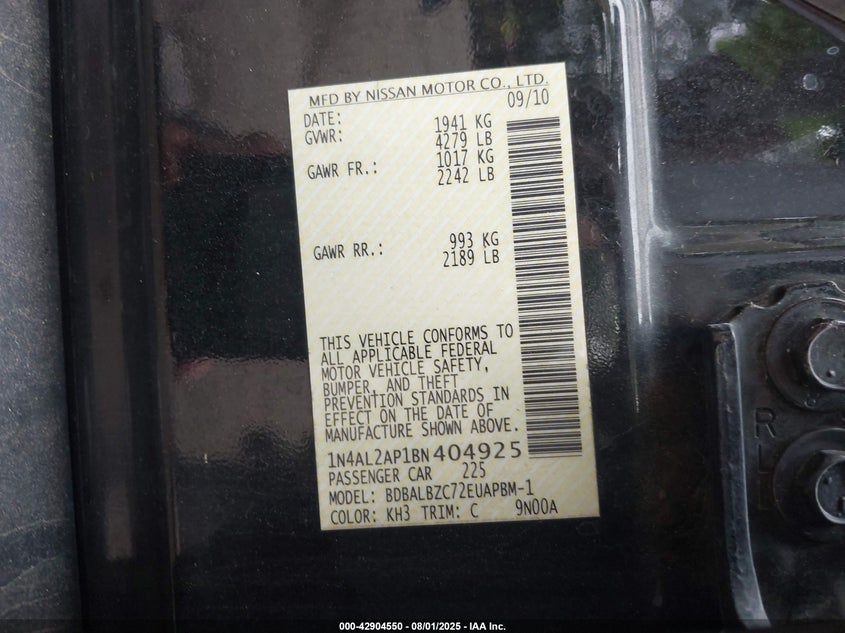 MFD BY NISSAN MOTOR CO., LTD.
DATE: 09/10
GVWR: 1941 KG
4279 LB
GAWR FR.: 1017 KG
2242 LB
GAWR RR.: 993 KG
2189 LB
THIS VEHICLE CONFORMS TO
ALL APPLICABLE FEDERAL
MOTOR VEHICLE SAFETY,
BUMPER, AND THEFT
PREVENTION STANDARDS IN
EFFECT ON THE DATE OF
MANUFACTURE SHOWN ABOVE.
1N4AL2AP1BN404925
PASSENGER CAR 225
MODEL: BDBALBZC72EUAPBM-1
COLOR: KH3 TRIM: C 9N00A
000-42904550 - 08/01/2025 - IAA Inc.